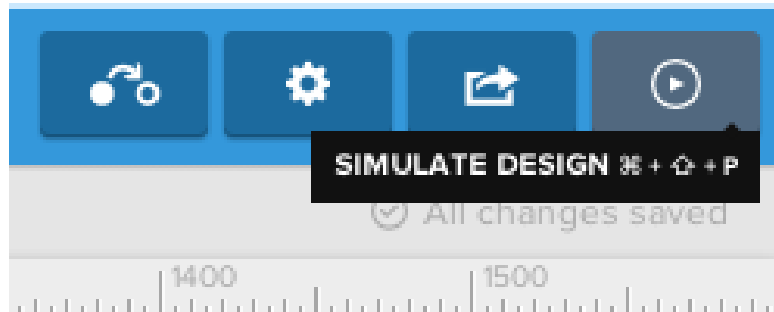 SIMULATE DESIGN ⌘ + ⇧ + P
All changes saved
1400 1500